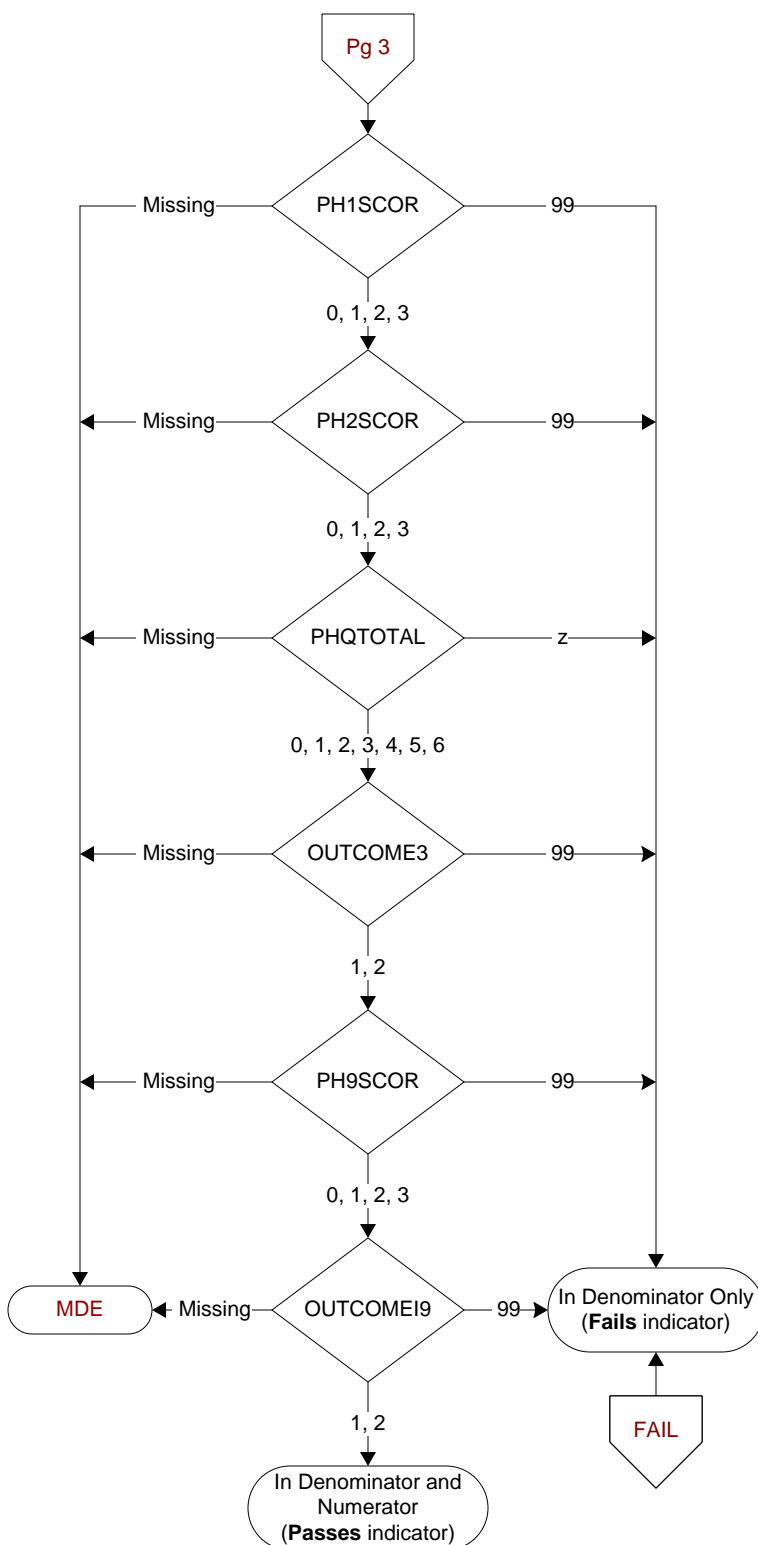 Pg 3
Missing PH1SCOR 99
0, 1, 2, 3
Missing PH2SCOR 99
0, 1, 2, 3
Missing PHQTOTAL z
0, 1, 2, 3, 4, 5, 6
Missing OUTCOME3 99
1, 2
Missing PH9SCOR 99
0, 1, 2, 3
MDE Missing OUTCOMEI9 99
In Denominator Only
(Fails indicator)
1, 2
FAIL
In Denominator and
Numerator
(Passes indicator)